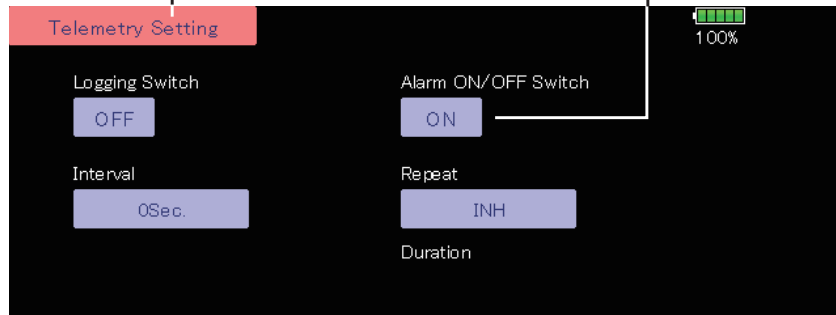 Telemetry Setting
100%
Logging Switch
Alarm ON/OFF Switch
OFF
ON
Interval
Repeat
0Sec.
INH
Duration